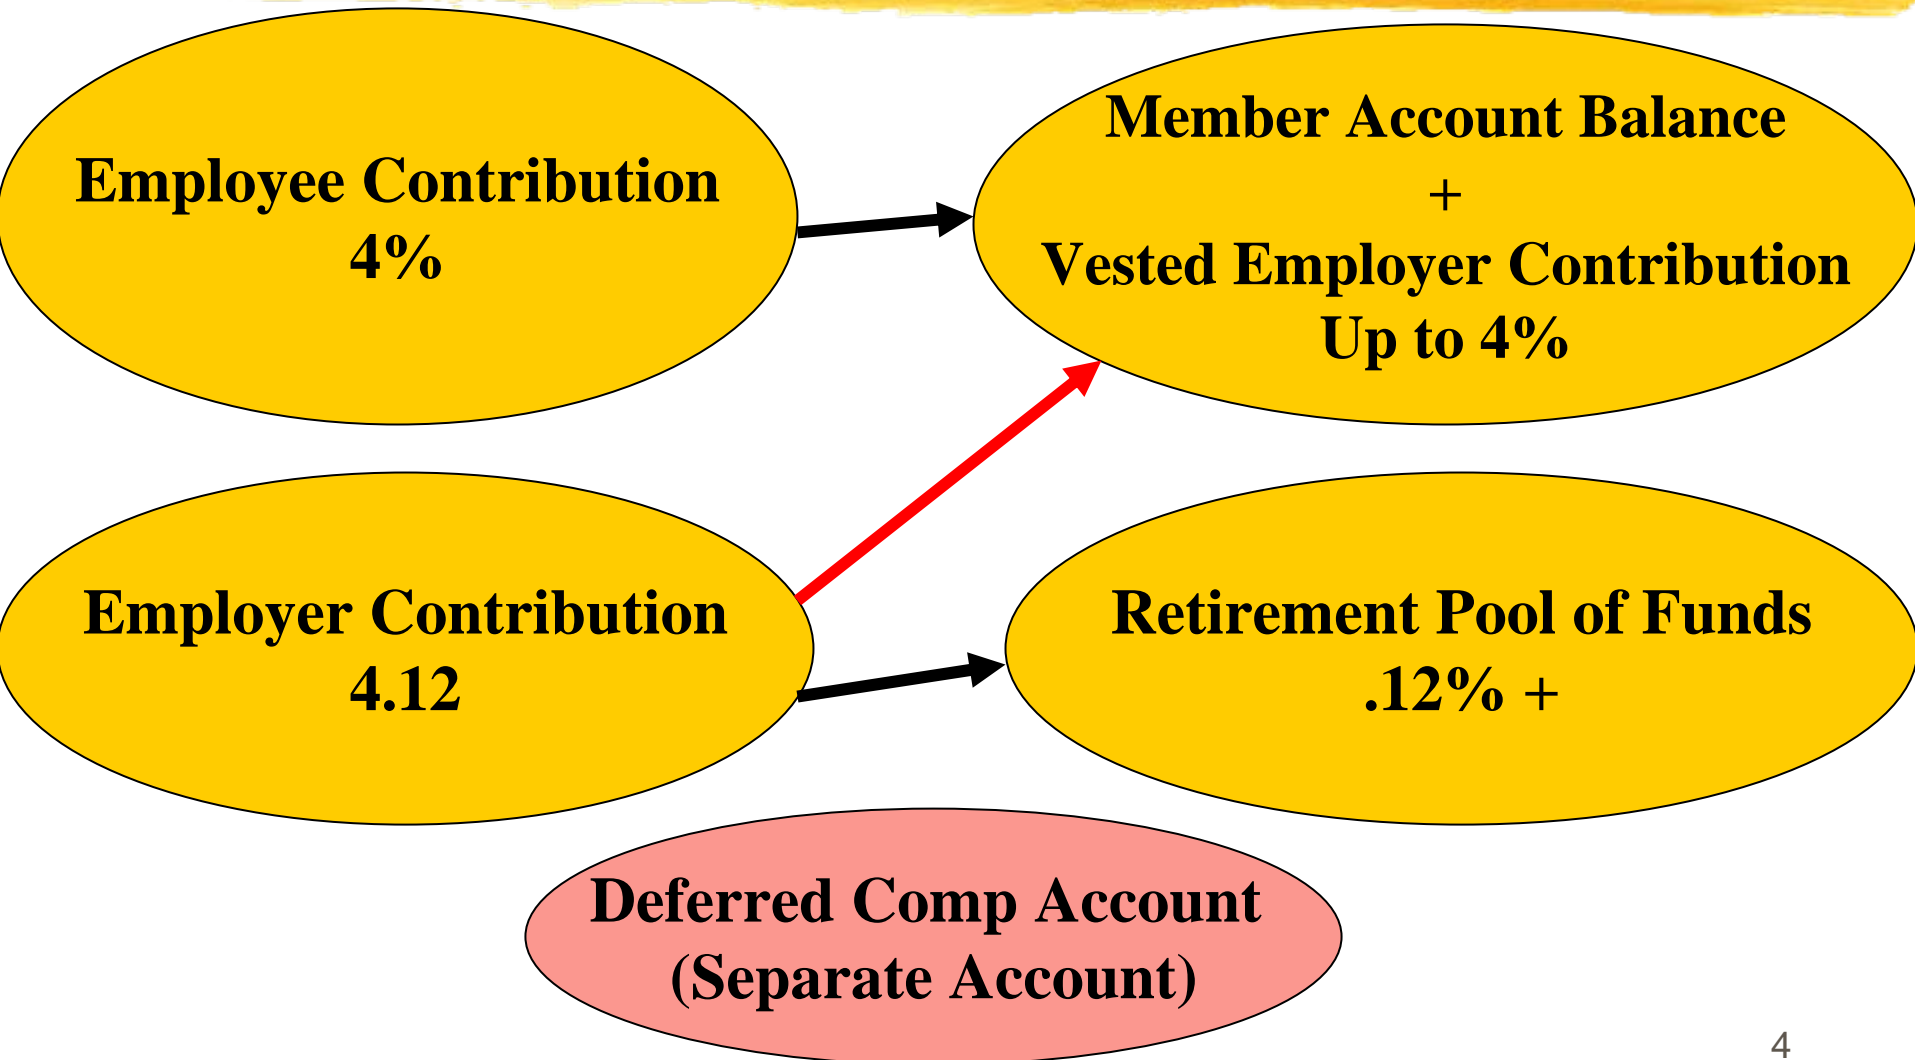 Employee Contribution
4%
Member Account Balance
+
Vested Employer Contribution
Up to 4%
Employer Contribution
4.12
Retirement Pool of Funds
.12% +
Deferred Comp Account
(Separate Account)
4